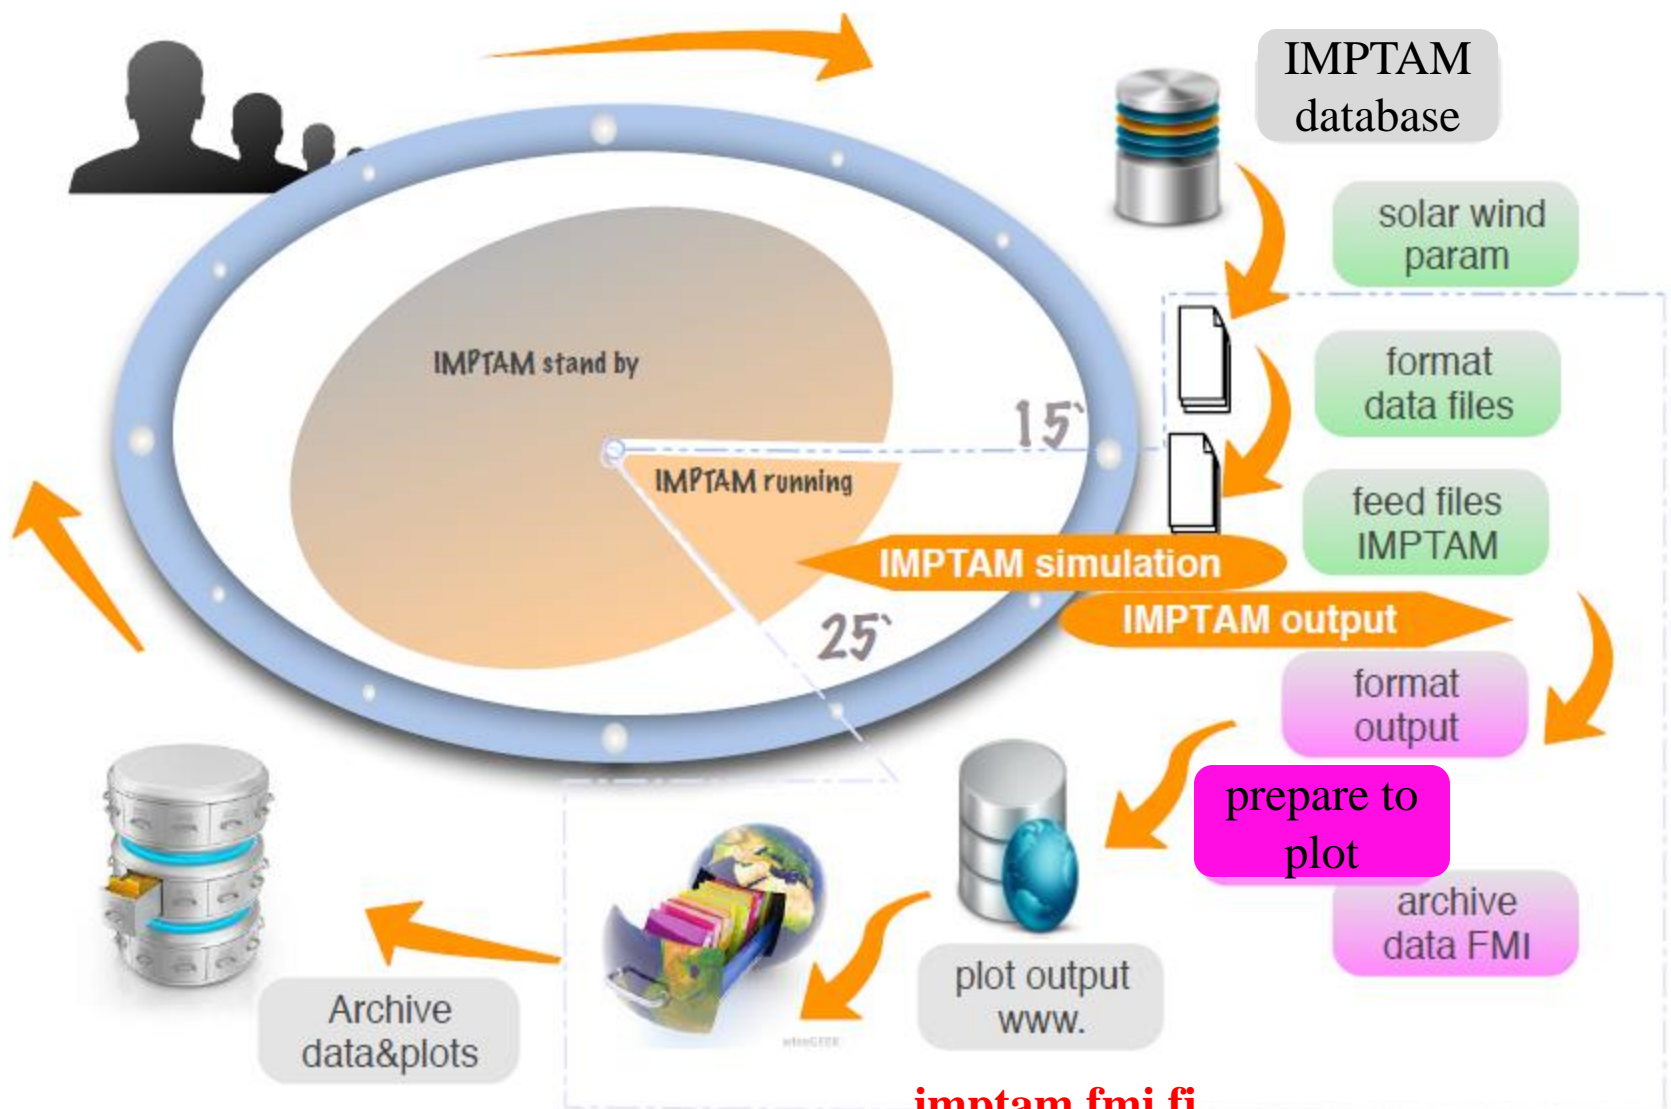 IMPTAM
database
solar wind
param
IMPTAM stand by
format
data files
15`
IMPTAM running
feed files
IMPTAM
IMPTAM simulation
IMPTAM output
25`
format
output
prepare to
plot
archive
data FMI
plot output
www.
Archive
data&plots
imptam.fmi.fi